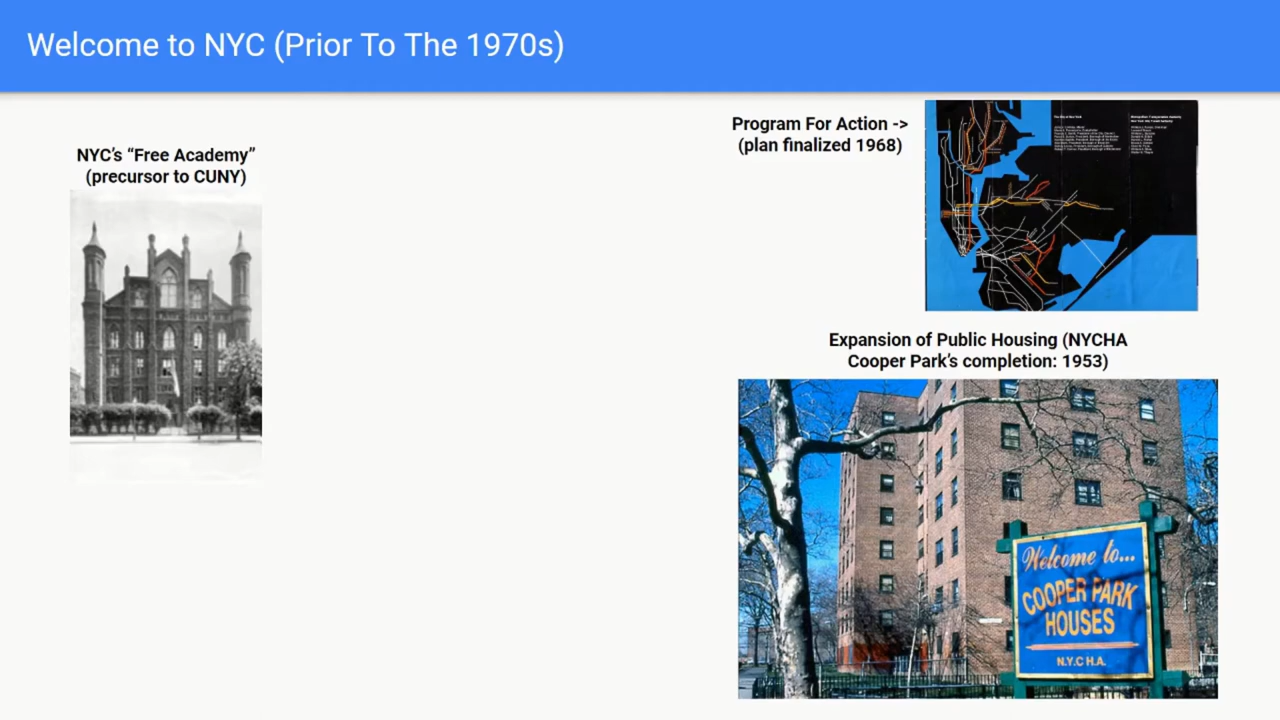 Welcome to NYC (Prior To The 1970s)
NYC's “Free Academy”
(precursor to CUNY)
Program For Action ->
(plan finalized 1968)
Expansion of Public Housing (NYCHA
Cooper Park's completion: 1953)
Welcome to...
COOPER PARK
HOUSES
N.Y.C H.A.